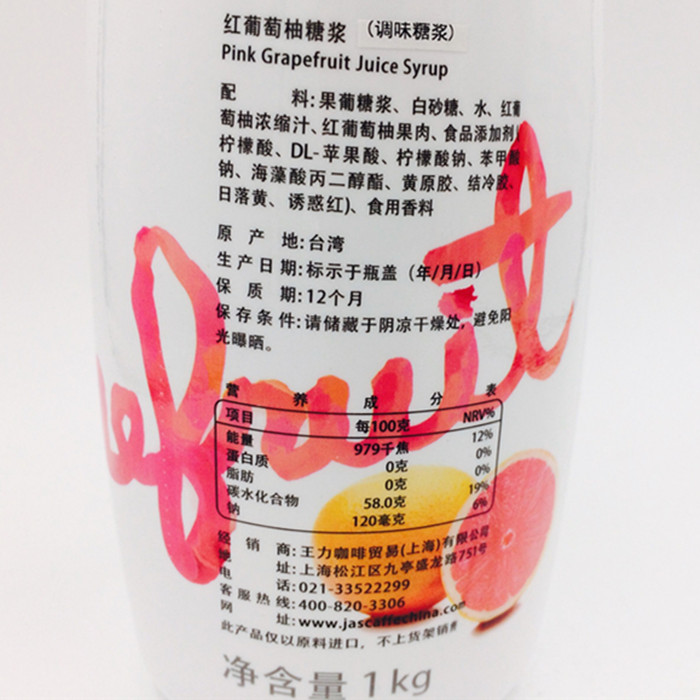 红葡萄柚糖浆 （调味糖浆）
Pink Grapefruit Juice Syrup
配 料:果葡糖浆、白砂糖、水、红葡
萄柚浓缩汁、红葡萄柚果肉、食品添加剂(
柠檬酸、DL-苹果酸、柠檬酸钠、苯甲酸
钠、海藻酸丙二醇酯、黄原胶、结冷胶、
日落黄、诱惑红)、食用香料
原 产 地:台湾
生产日期:标示于瓶盖（年/月/日）
保 质 期:12个月
保存条件:请储藏于阴凉干燥处,避免阳
光曝晒。
efruit
营 养 成 分 表
项目 每100克 NRV%
能量 979千焦 12%
蛋白质 0克 0%
脂肪 0克 0%
碳水化合物 58.0克 19%
钠 120毫克 6%
经 销 商:王力咖啡贸易(上海)有限公司
地 址:上海松江区九亭盛龙路751号
电 话:021-33522299
客服热线:400-820-3306
网 址:www.jascaffechina.com
此产品仅以原料进口，不上货架销售
净含量1kg